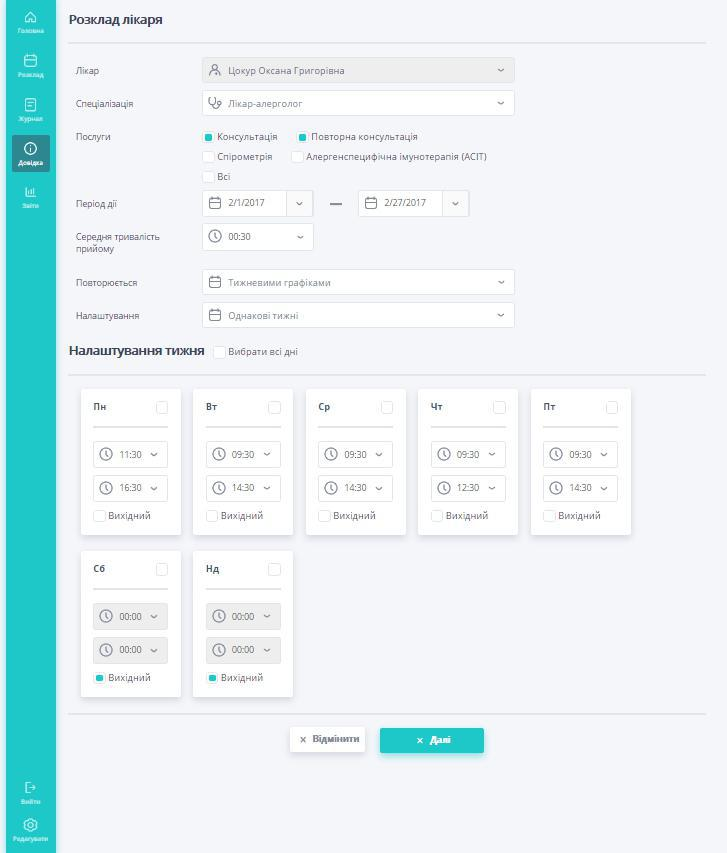 Розклад лікаря
Головна
Розклад
Журнал
Довідка
Звіти
Лікар
Цокур Оксана Григорівна
Спеціалізація
Лікар-алерголог
Послуги
Консультація Повторна консультація
Спірометрія Алергенспецифічна імунотерапія (АСІТ)
Всі
Період дії
2/1/2017 — 2/27/2017
Середня тривалість
прийому
00:30
Повторюється
Тижневими графіками
Налаштування
Однакові тижні
Налаштування тижня Вибрати всі дні
Пн Вт Ср Чт Пт
11:30 09:30 09:30 09:30 09:30
16:30 14:30 14:30 12:30 14:30
Вихідний Вихідний Вихідний Вихідний Вихідний
Сб Нд
00:00 00:00
00:00 00:00
Вихідний Вихідний
× Відмінити × Далі
Вийти
Редагувати